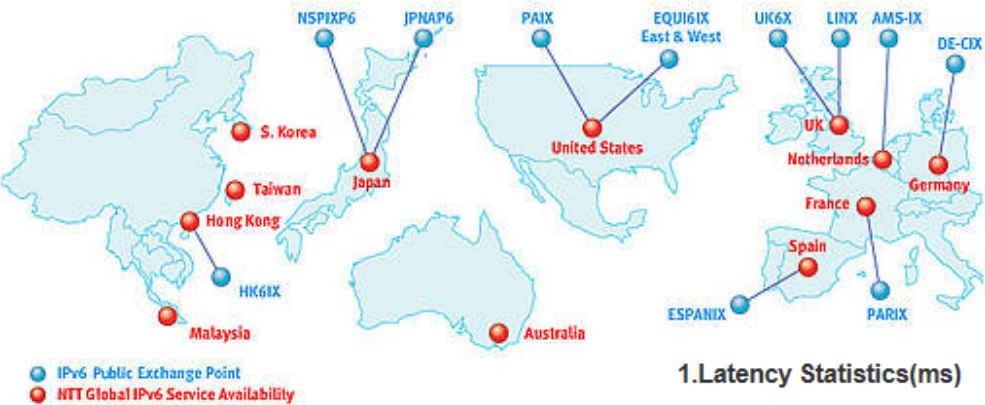 NSPIXP6
JPNAP6
PAIX
EQUI6IX
East & West
UK6X
LINX
AMS-IX
DE-CIX
S. Korea
Taiwan
Hong Kong
HK6IX
Malaysia
Japan
United States
Australia
UK
Netherlands
Germany
France
Spain
ESPANIX
PARIX
IPv6 Public Exchange Point
NTT Global IPv6 Service Availability
1.Latency Statistics(ms)